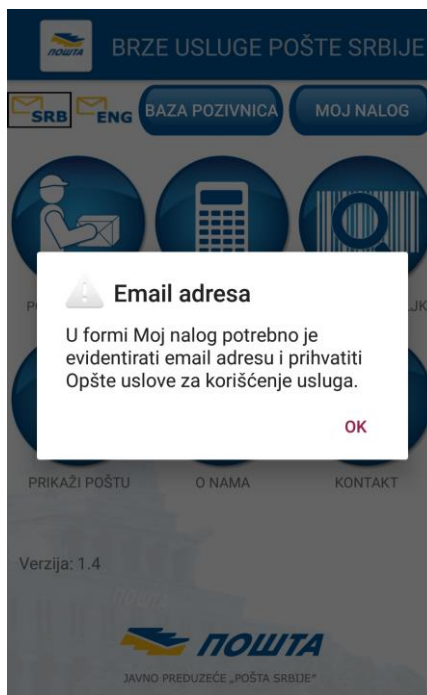 ПОШТА
BRZE USLUGE POŠTE SRBIJE
SRB
ENG
BAZA POZIVNICA
MOJ NALOG
Email adresa
U formi Moj nalog potrebno je
evidentirati email adresu i prihvatiti
Opšte uslove za korišćenje usluga.
OK
PRIKAŽI POŠTU
O NAMA
KONTAKT
Verzija: 1.4
ПОШТА
JAVNO PREDUZEĆE „POŠTA SRBIJE“